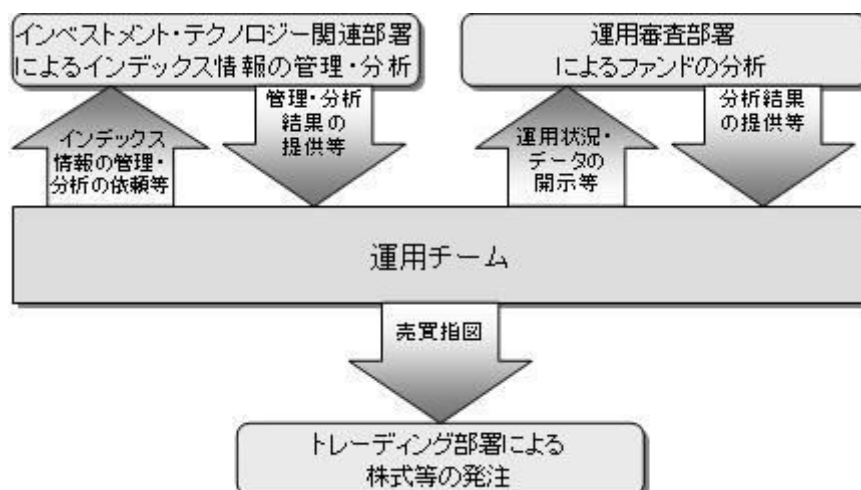 インベストメント・テクノロジー関連部署
によるインデックス情報の管理・分析
運用審査部署
によるファンドの分析
インデックス
情報の管理・
分析の依頼等
管理・分析
結果の
提供等
運用状況・
データの
開示等
分析結果
の提供等
運用チーム
売買指図
トレーディング部署による
株式等の発注